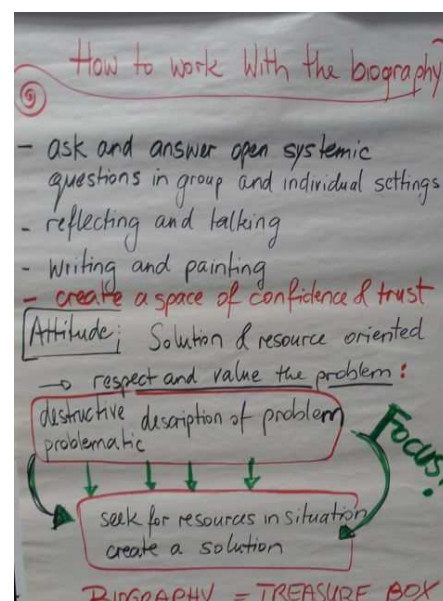 How to work with the biography?
- ask and answer open systemic
questions in group and individual settings
- reflecting and talking
- writing and painting
- create a space of confidence & trust
Attitude: Solution & resource oriented
→ respect and value the problem:
destructive description of problem
problematic
Focus!
seek for resources in situation
create a solution
BIOGRAPHY = TREASURE BOX